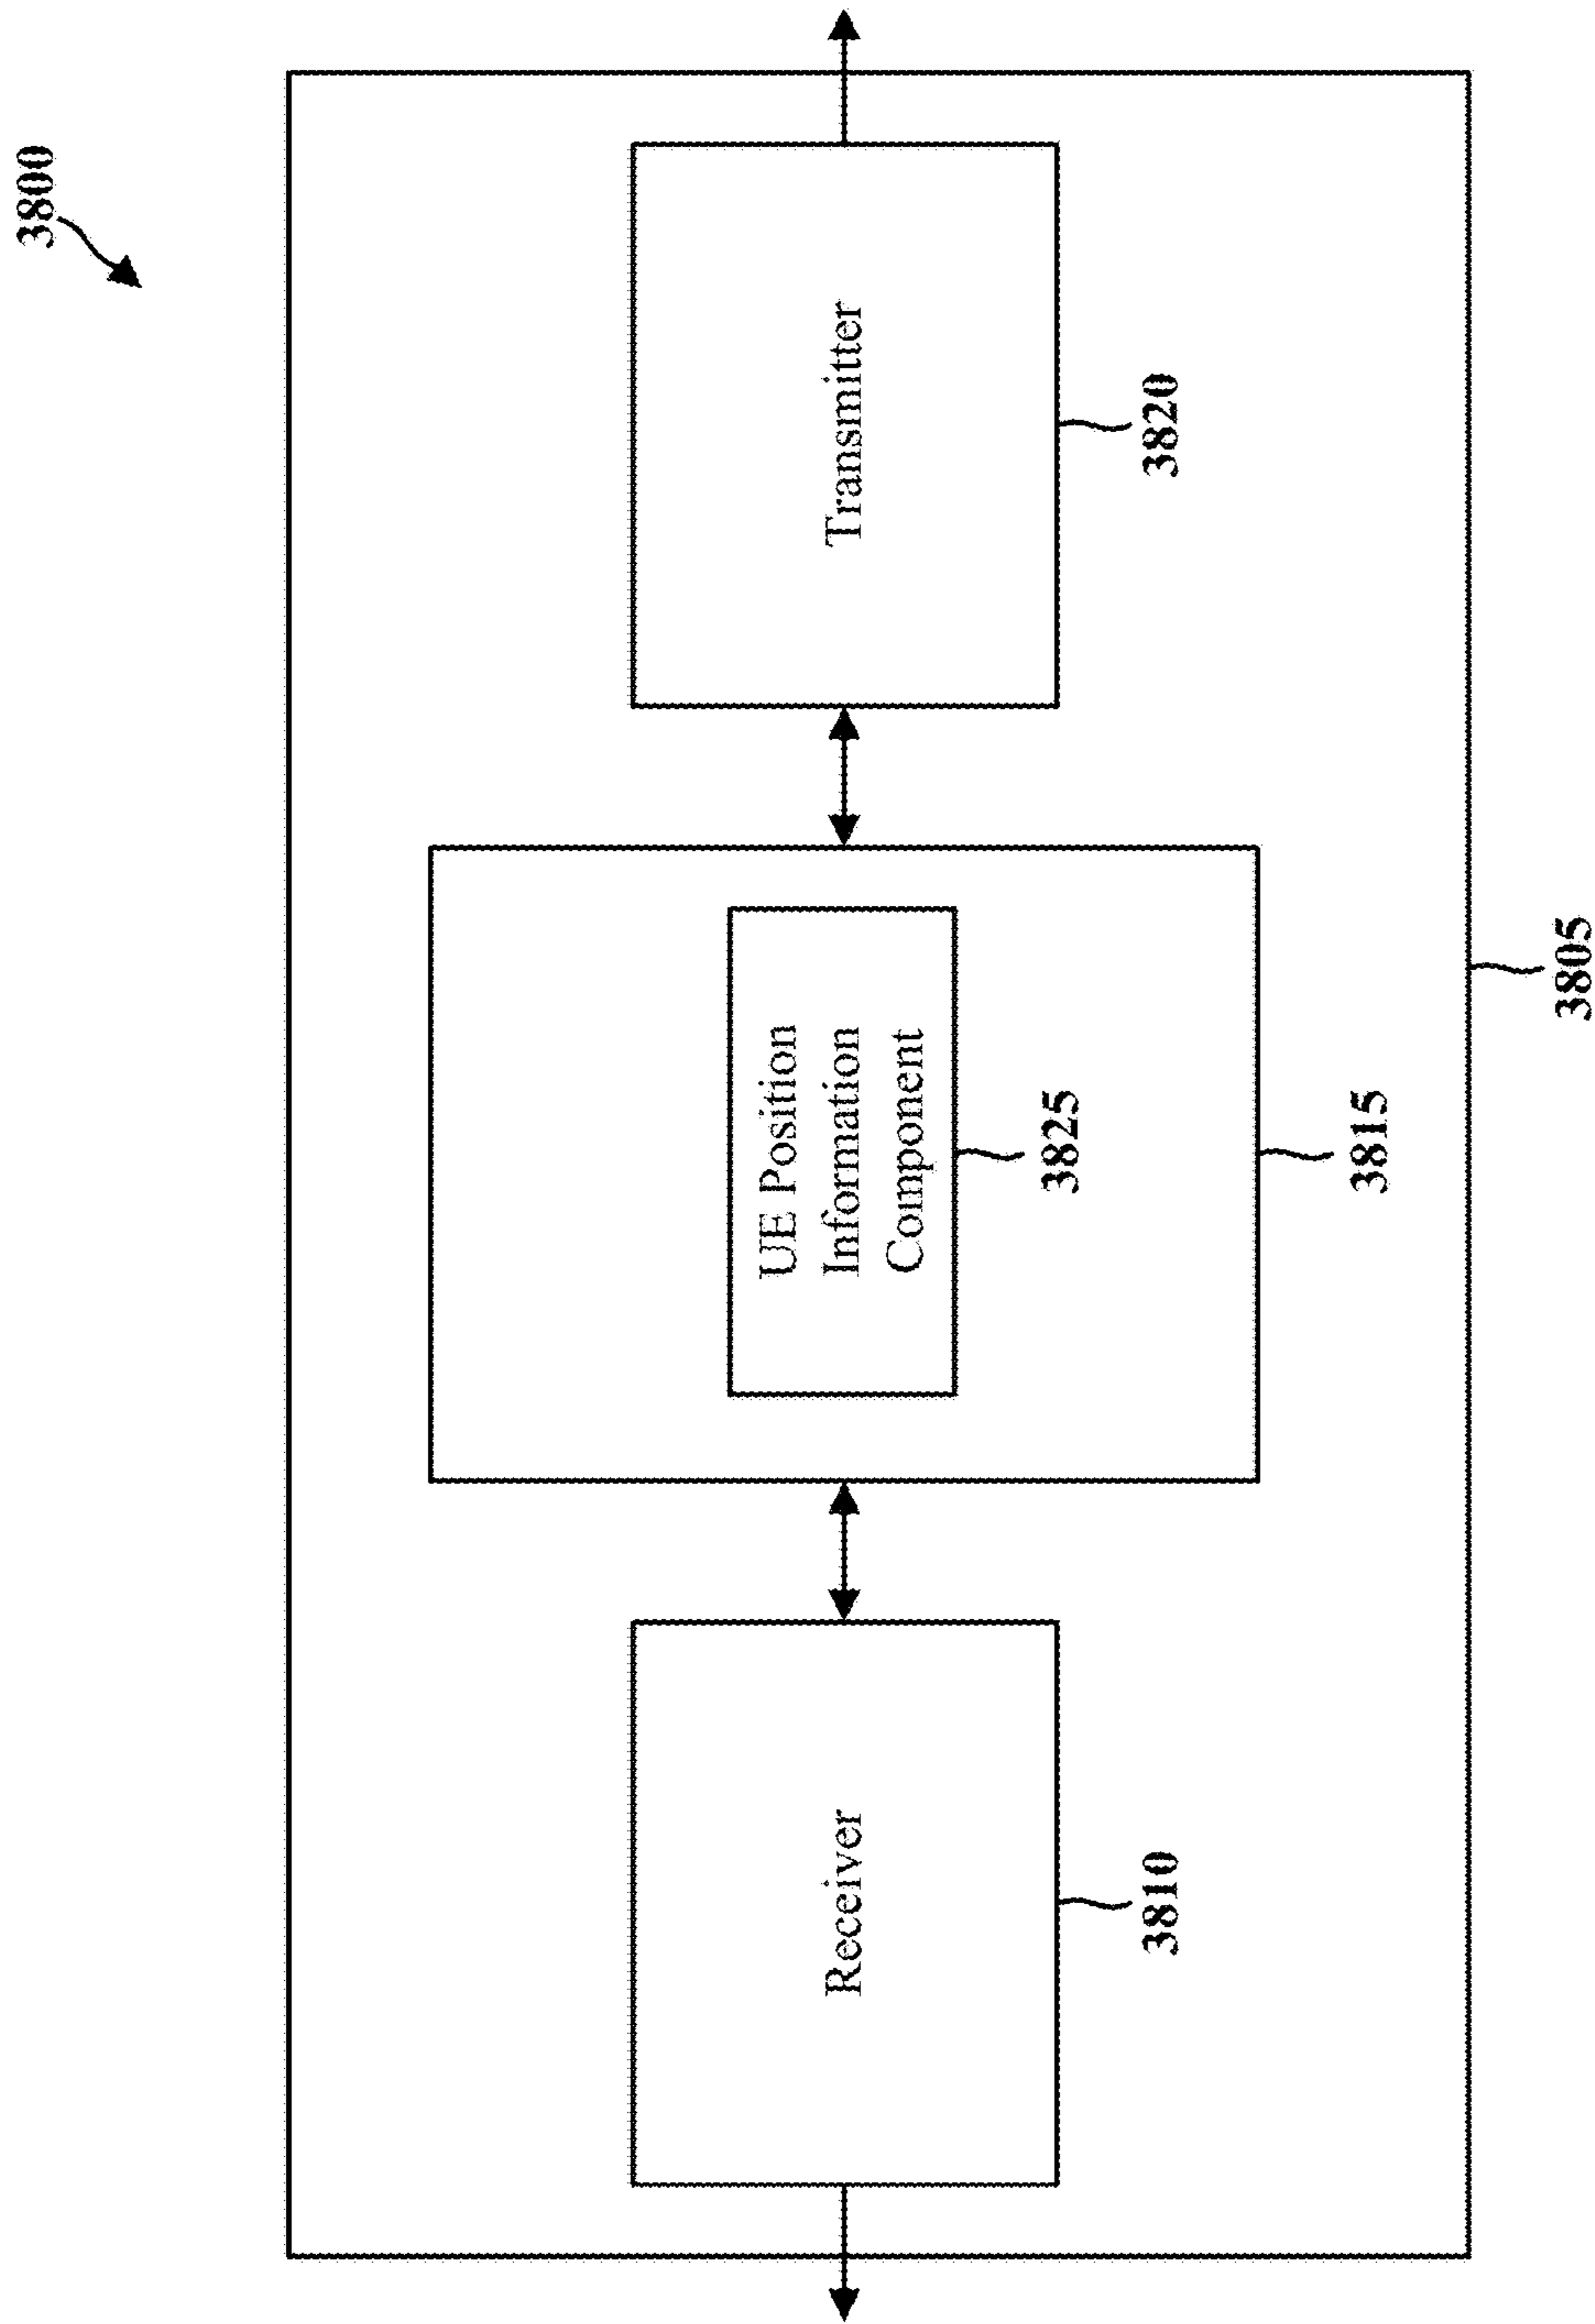 3800
Receiver
3810
UE Position
Information
Component
3825
3815
Transmitter
3820
3805